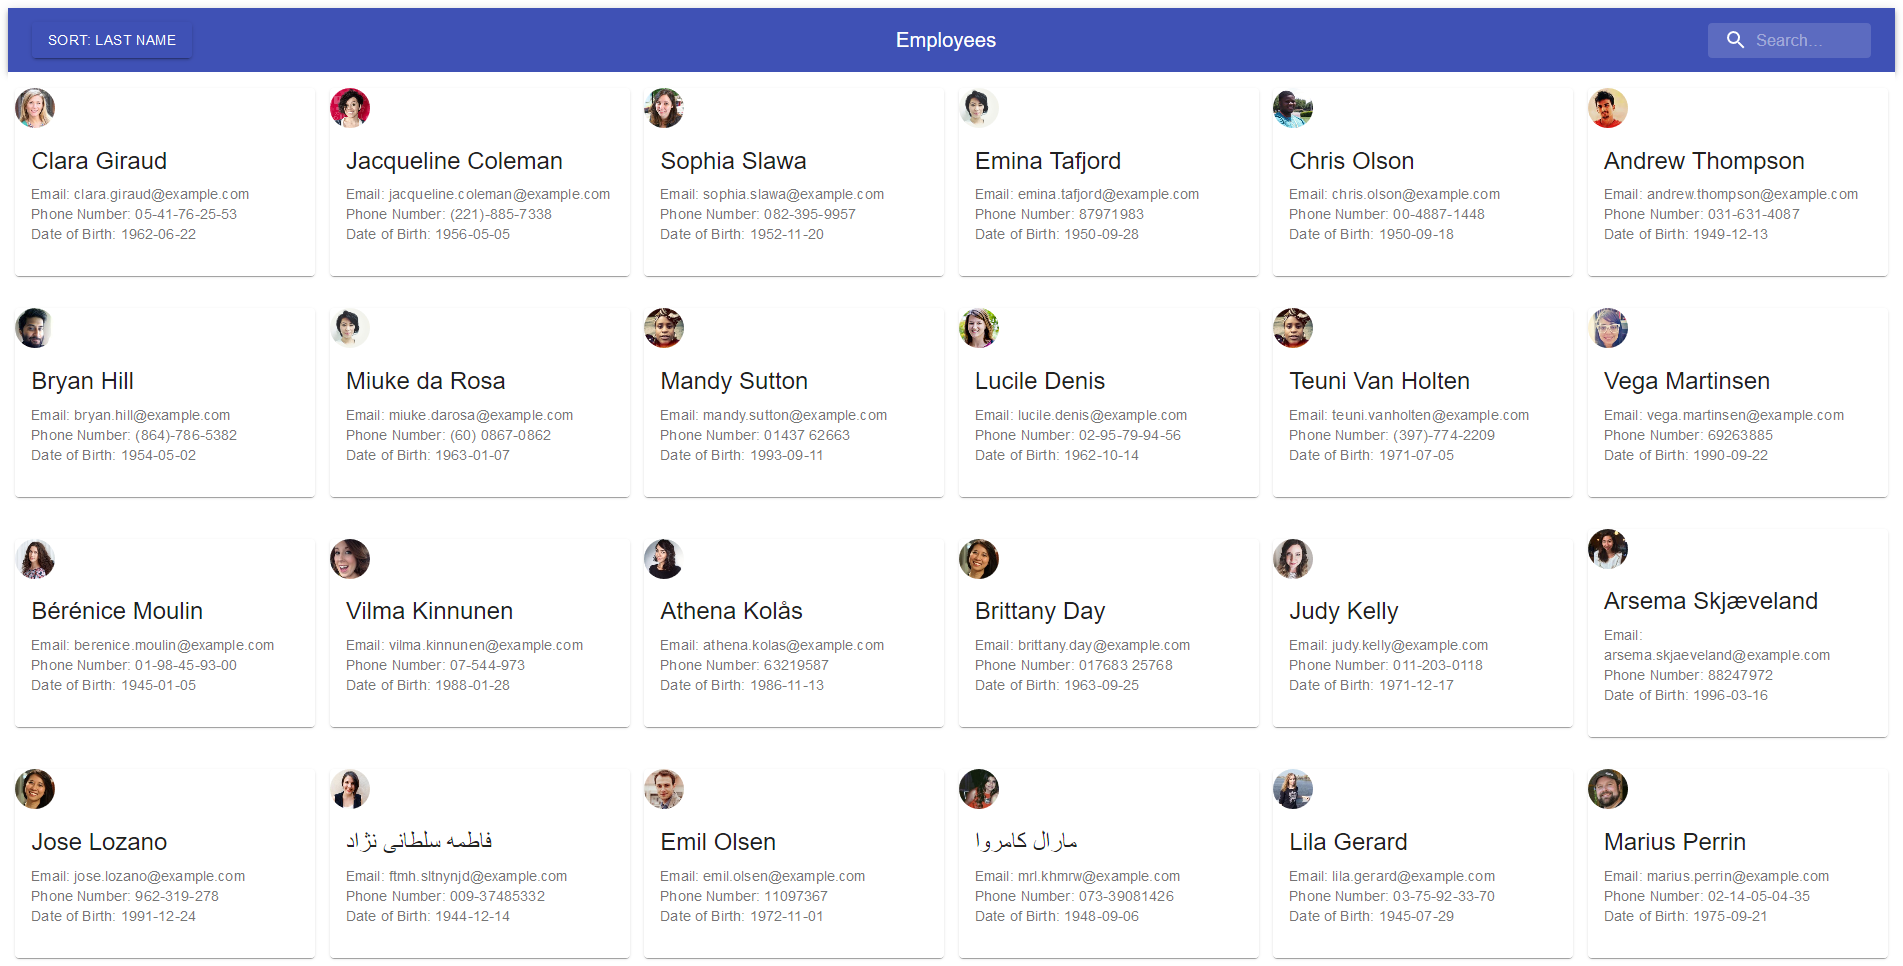 SORT: LAST NAME
Employees
Search...
Clara Giraud
Email: clara.giraud@example.com
Phone Number: 05-41-76-25-53
Date of Birth: 1962-06-22
Jacqueline Coleman
Email: jacqueline.coleman@example.com
Phone Number: (221)-885-7338
Date of Birth: 1956-05-05
Sophia Slawa
Email: sophia.slawa@example.com
Phone Number: 082-395-9957
Date of Birth: 1952-11-20
Emina Tafjord
Email: emina.tafjord@example.com
Phone Number: 87971983
Date of Birth: 1950-09-28
Chris Olson
Email: chris.olson@example.com
Phone Number: 00-4887-1448
Date of Birth: 1950-09-18
Andrew Thompson
Email: andrew.thompson@example.com
Phone Number: 031-631-4087
Date of Birth: 1949-12-13
Bryan Hill
Email: bryan.hill@example.com
Phone Number: (864)-786-5382
Date of Birth: 1954-05-02
Miuke da Rosa
Email: miuke.darosa@example.com
Phone Number: (60) 0867-0862
Date of Birth: 1963-01-07
Mandy Sutton
Email: mandy.sutton@example.com
Phone Number: 01437 62663
Date of Birth: 1993-09-11
Lucile Denis
Email: lucile.denis@example.com
Phone Number: 02-95-79-94-56
Date of Birth: 1962-10-14
Teuni Van Holten
Email: teuni.vanholten@example.com
Phone Number: (397)-774-2209
Date of Birth: 1971-07-05
Vega Martinsen
Email: vega.martinsen@example.com
Phone Number: 69263885
Date of Birth: 1990-09-22
Bérénice Moulin
Email: berenice.moulin@example.com
Phone Number: 01-98-45-93-00
Date of Birth: 1945-01-05
Vilma Kinnunen
Email: vilma.kinnunen@example.com
Phone Number: 07-544-973
Date of Birth: 1988-01-28
Athena Kolås
Email: athena.kolas@example.com
Phone Number: 63219587
Date of Birth: 1986-11-13
Brittany Day
Email: brittany.day@example.com
Phone Number: 017683 25768
Date of Birth: 1963-09-25
Judy Kelly
Email: judy.kelly@example.com
Phone Number: 011-203-0118
Date of Birth: 1971-12-17
Arsema Skjæveland
Email:
arsema.skjaeveland@example.com
Phone Number: 88247972
Date of Birth: 1996-03-16
Jose Lozano
Email: jose.lozano@example.com
Phone Number: 962-319-278
Date of Birth: 1991-12-24
فاطمه سلطانی نژاد
Email: ftmh.sltnynjd@example.com
Phone Number: 009-37485332
Date of Birth: 1944-12-14
Emil Olsen
Email: emil.olsen@example.com
Phone Number: 11097367
Date of Birth: 1972-11-01
مارال کامروا
Email: mrl.khmrw@example.com
Phone Number: 073-39081426
Date of Birth: 1948-09-06
Lila Gerard
Email: lila.gerard@example.com
Phone Number: 03-75-92-33-70
Date of Birth: 1945-07-29
Marius Perrin
Email: marius.perrin@example.com
Phone Number: 02-14-05-04-35
Date of Birth: 1975-09-21